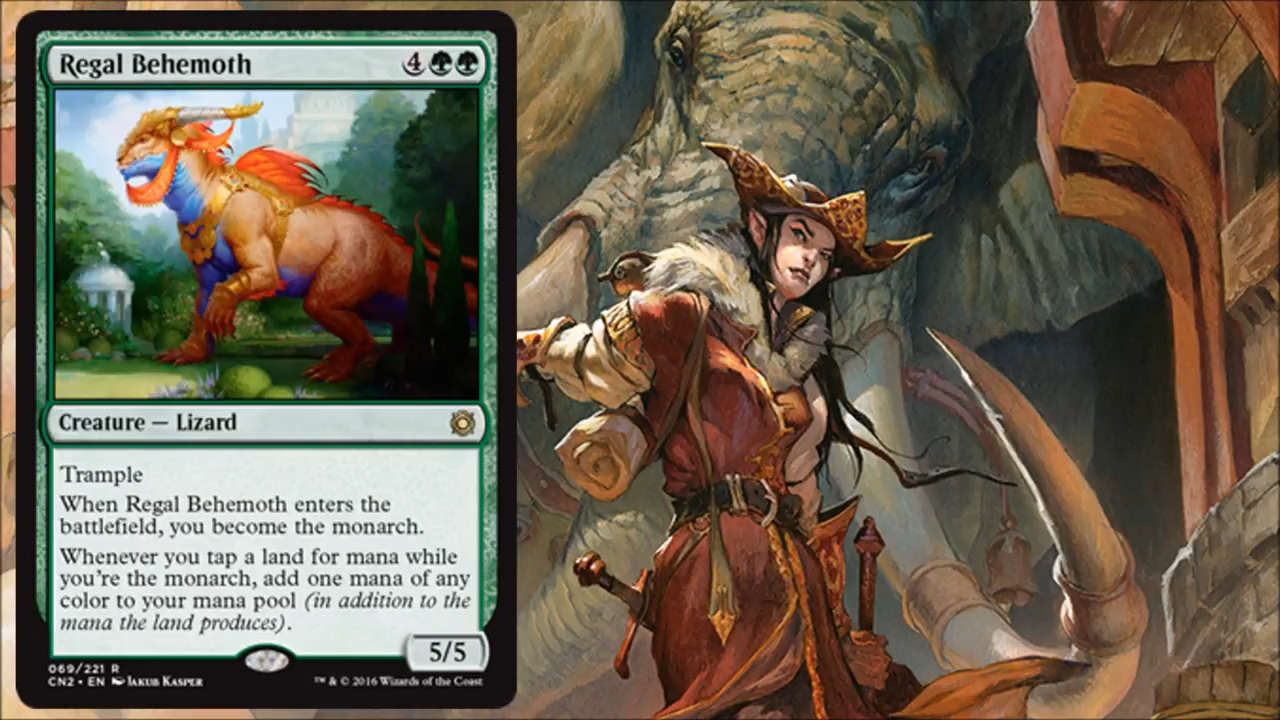 Regal Behemoth 4
Creature — Lizard
Trample
When Regal Behemoth enters the
battlefield, you become the monarch.
Whenever you tap a land for mana while
you're the monarch, add one mana of any
color to your mana pool (in addition to the
mana the land produces).
5/5
069/221 R
CN2 • EN Jakub Kasper
™ & © 2016 Wizards of the Coast